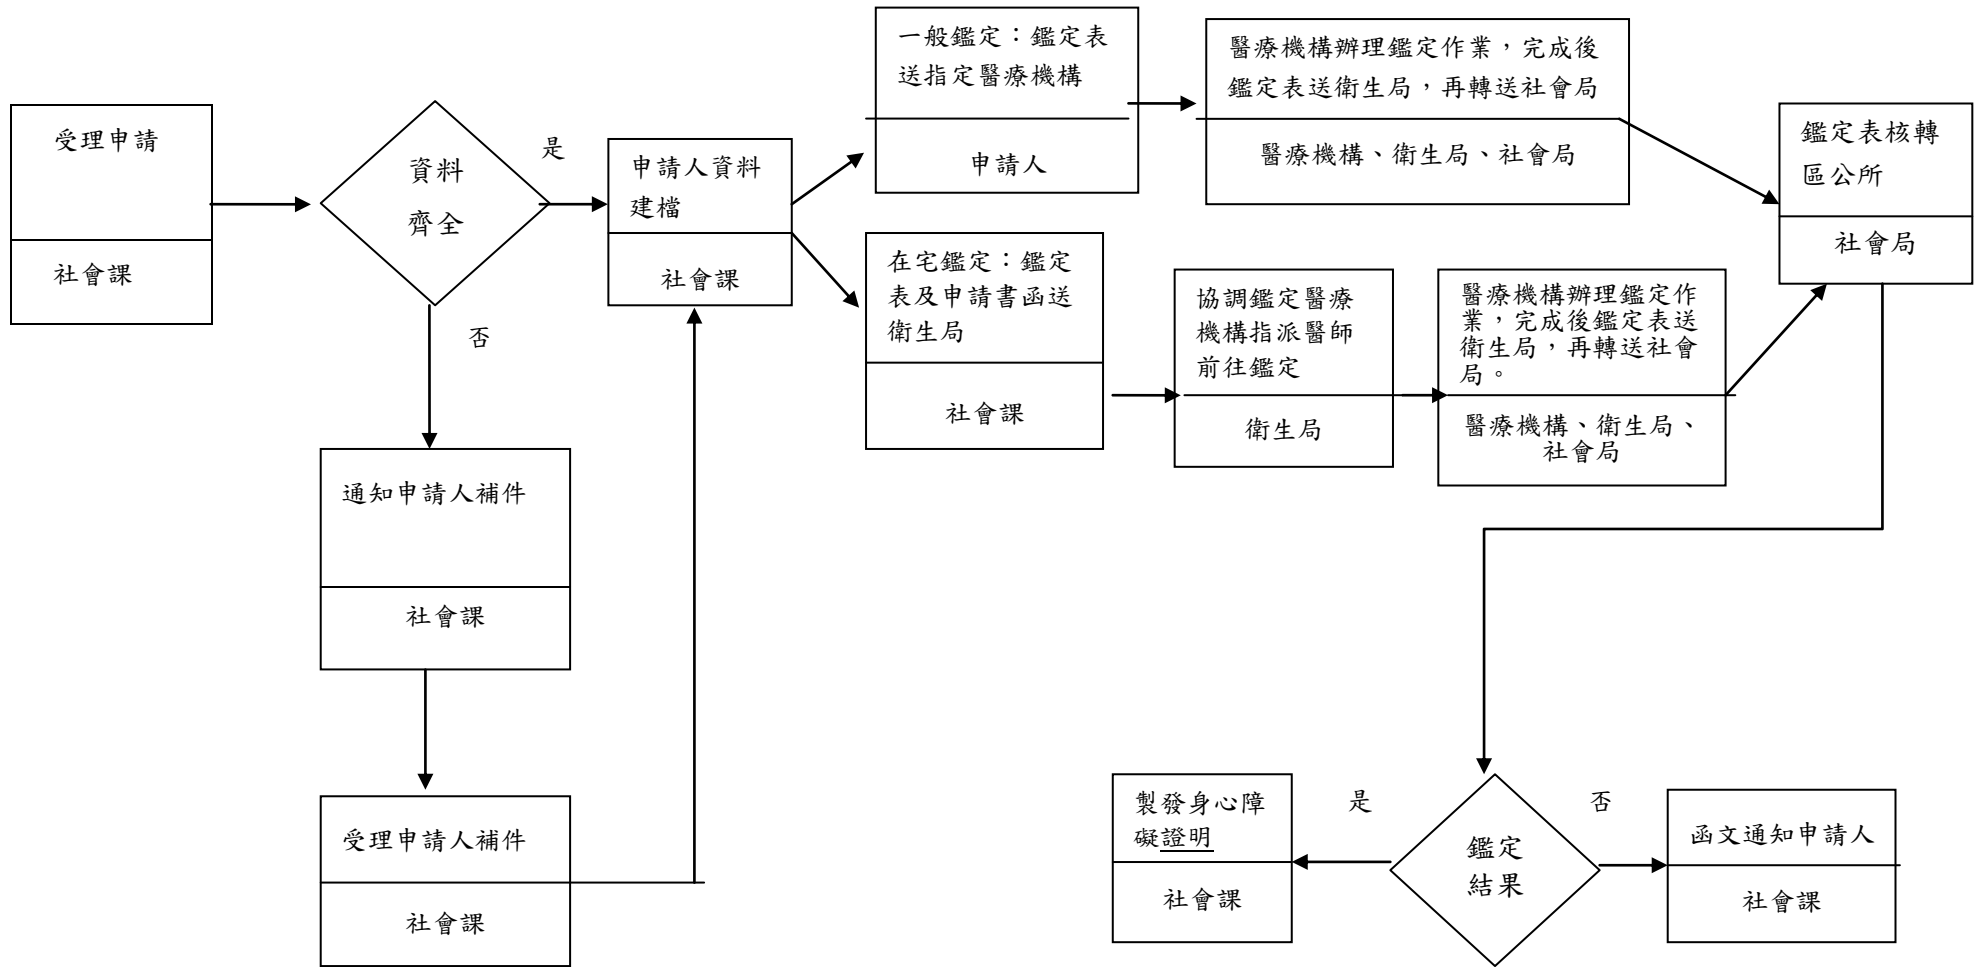 受理申請
社會課
資料
齊全
是
否
申請人資料
建檔
社會課
一般鑑定：鑑定表
送指定醫療機構
申請人
醫療機構辦理鑑定作業，完成後
鑑定表送衛生局，再轉送社會局
醫療機構、衛生局、社會局
在宅鑑定：鑑定
表及申請書函送
衛生局
社會課
協調鑑定醫療
機構指派醫師
前往鑑定
衛生局
醫療機構辦理鑑定作
業，完成後鑑定表送
衛生局，再轉送社會
局。
醫療機構、衛生局、
社會局
鑑定表核轉
區公所
社會局
通知申請人補件
社會課
受理申請人補件
社會課
製發身心障
礙證明
社會課
是
鑑定
結果
否
函文通知申請人
社會課